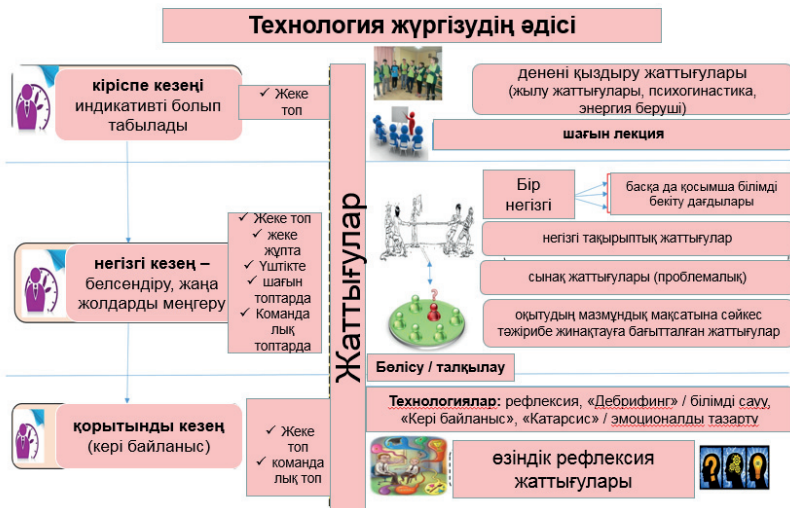 Технология жүргізудің әдісі
кіріспе кезеңі
индикативті болып
табылады
✓ Жеке
топ
Жаттығулар
денені қыздыру жаттығулары
(жылу жаттығулары, психогинастика,
энергия беруші)
шағын лекция
негізгі кезең –
белсендіру, жаңа
жолдарды меңгеру
✓ Жеке топ
✓ жеке
жұпта
✓ Үштікте
✓ шағын
топтарда
✓ Команда
лық
топтарда
Бір
негізгі
басқа да қосымша білімді
бекіту дағдылары
негізгі тақырыптық жаттығулар
сынақ жаттығулары (проблемалық)
?
оқытудың мазмұндық мақсатына сәйкес
тәжірибе жинақтауға бағытталған жаттығулар
Бөлісу / талқылау
қорытынды кезең
(кері байланыс)
✓ Жеке
топ
✓ команда
лық топ
Технологиялар: рефлексия, «Дебрифинг» / білімді сауу,
«Кері байланыс», «Катарсис» / эмоционалды тазарту
өзіндік рефлексия
жаттығулары
?